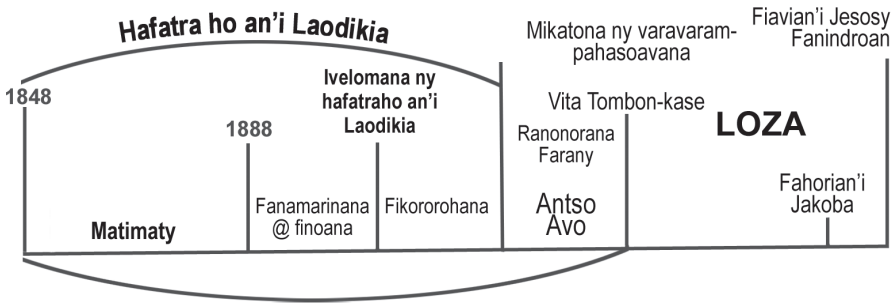 Hafatra ho an'i Laodikia
1848
1888
Ivelomana ny
hafatraho an'i
Laodikia
Mikatona ny varavaram-
pahasoavana
Fiavian'i Jesosy
Fanindroan
Vita Tombon-kase
Ranonorana
Farany
LOZA
Matimaty
Fanamarinana
@ finoana
Fikororohana
Antso
Avo
Fahorian'i
Jakoba